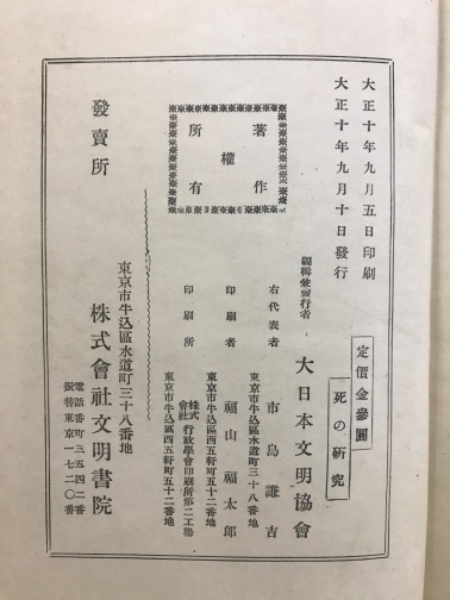 大正十年九月五日印刷
大正十年九月十日發行
定價金參圓
死の硏究
著作權所有
編輯兼發行者
大日本文明協會
右代表者
東京市牛込區水道町三十八番地
市島謙吉
印刷者
東京市牛込區西五軒町五十二番地
福山福太郎
印刷所
東京市牛込區西五軒町五十二番地
株式會社 行政學會印刷所第二工場
發賣所
東京市牛込區水道町三十八番地
株式會社文明書院
電話番町三五四二番
振替東京一七二〇番